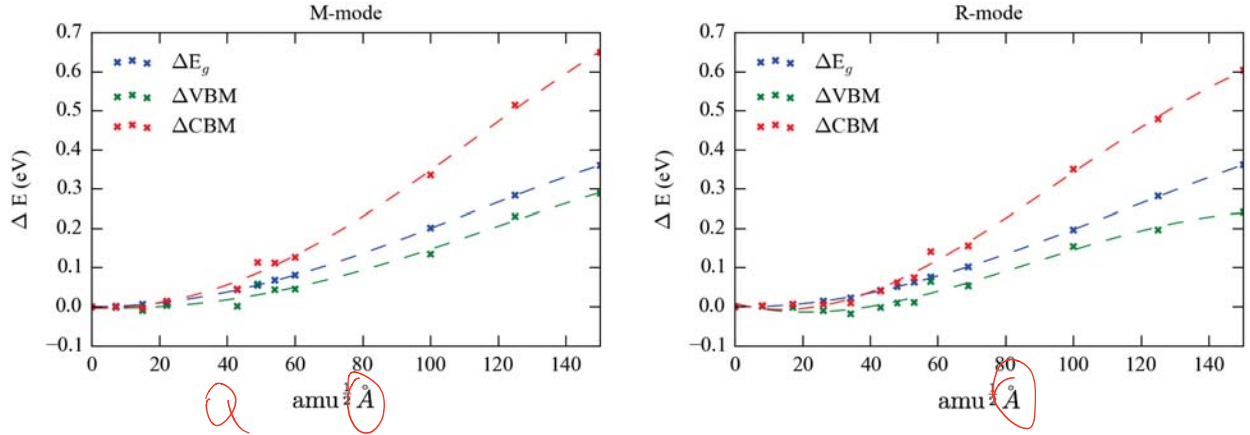 M-mode
0.7
0.6
0.5
0.4
0.3
0.2
0.1
0.0
−0.1
Δ E (eV)
ΔE_g
ΔVBM
ΔCBM
0 20 40 60 80 100 120 140
amu^{1/2} Å
Q
R-mode
0.7
0.6
0.5
0.4
0.3
0.2
0.1
0.0
−0.1
Δ E (eV)
ΔE_g
ΔVBM
ΔCBM
0 20 40 60 80 100 120 140
amu^{1/2} Å